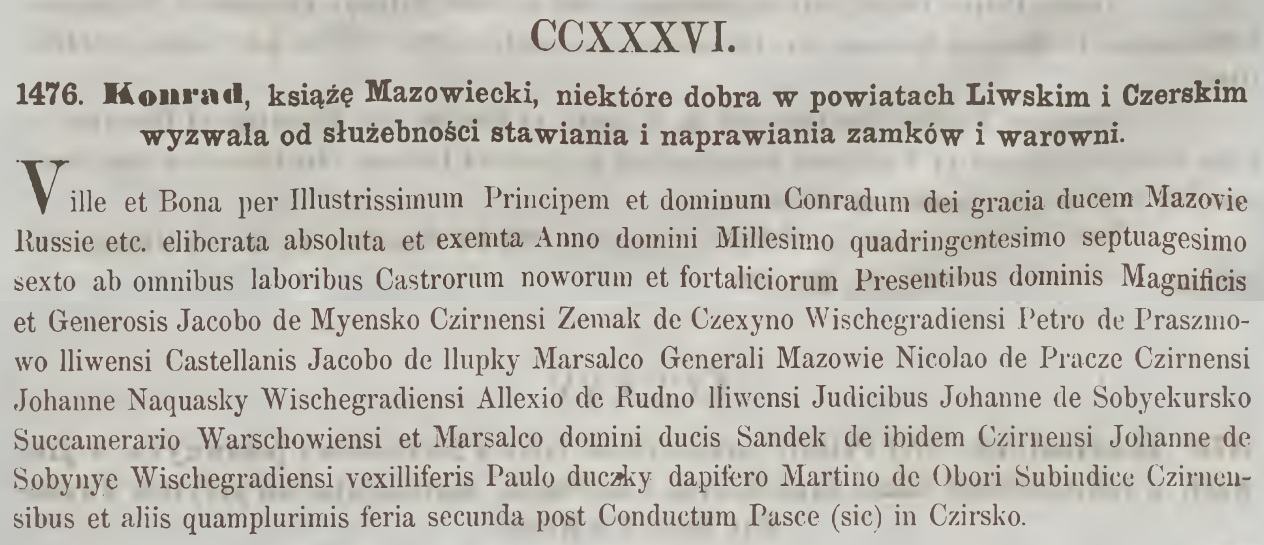 CCXXXVI.
1476. Konrad, książę Mazowiecki, niektóre dobra w powiatach Liwskim i Czerskim
wyzwala od służebności stawiania i naprawiania zamków i warowni.
Ville et Bona per Illustrissimum Principem et dominum Conradum dei gracia ducem Mazovie
Russie etc. eliberata absoluta et exemta Anno domini Millesimo quadringentesimo septuagesimo
sexto ab omnibus laboribus Castrorum noworum et fortaliciorum Presentibus dominis Magnificis
et Generosis Jacobo de Myensko Czirnensi Zemak de Czexyno Wischegradiensi Petro de Praszmo-
wo lliwensi Castellanis Jacobo de llupky Marsalco Generali Mazowie Nicolao de Pracze Czirnensi
Johanne Naquasky Wischegradiensi Allexio de Rudno lliwensi Judicibus Johanne de Sobyekursko
Succamerario Warschowiensi et Marsalco domini ducis Sandek de ibidem Czirnensi Johanne de
Sobynye Wischegradiensi vexilliferis Paulo duczky dapifero Martino de Obori Subiudice Czirnen-
sibus et aliis quamplurimis feria secunda post Conductum Pasce (sic) in Czirsko.